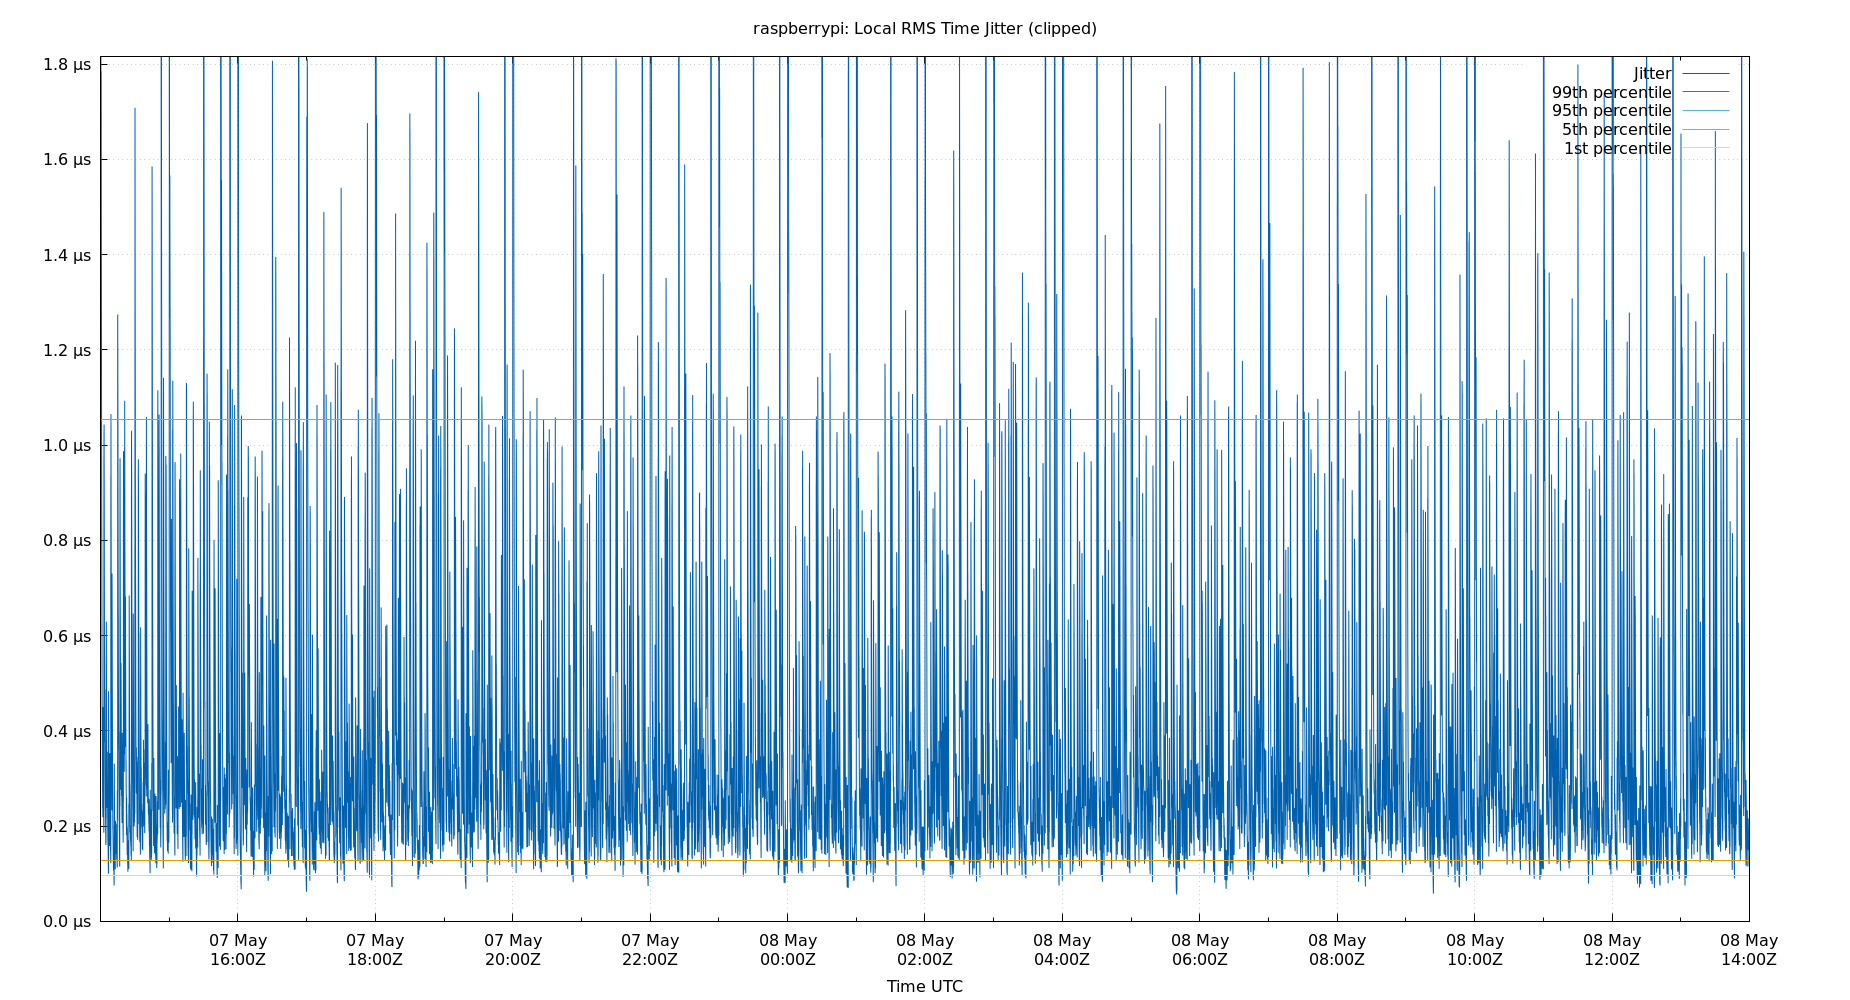 raspberrypi: Local RMS Time Jitter (clipped)
1.8 µs
1.6 µs
1.4 µs
1.2 µs
1.0 µs
0.8 µs
0.6 µs
0.4 µs
0.2 µs
0.0 µs
Jitter
99th percentile
95th percentile
5th percentile
1st percentile
07 May 07 May 07 May 07 May 08 May 08 May 08 May 08 May 08 May 08 May 08 May 08 May
16:00Z 18:00Z 20:00Z 22:00Z 00:00Z 02:00Z 04:00Z 06:00Z 08:00Z 10:00Z 12:00Z 14:00Z
Time UTC